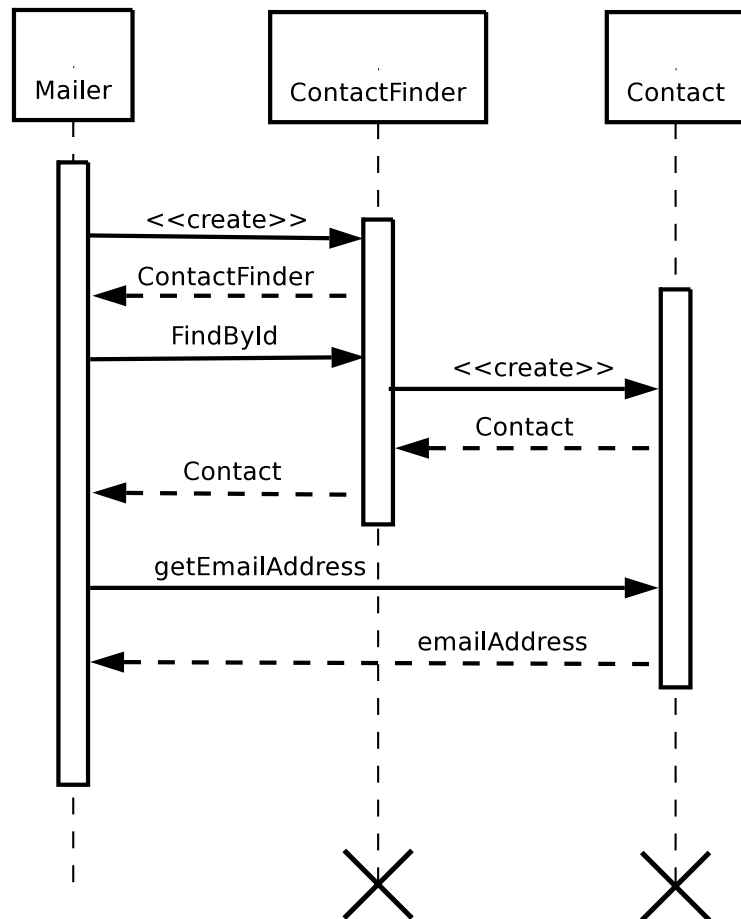 Mailer
ContactFinder
Contact
<<create>>
ContactFinder
FindById
<<create>>
Contact
Contact
getEmailAddress
emailAddress